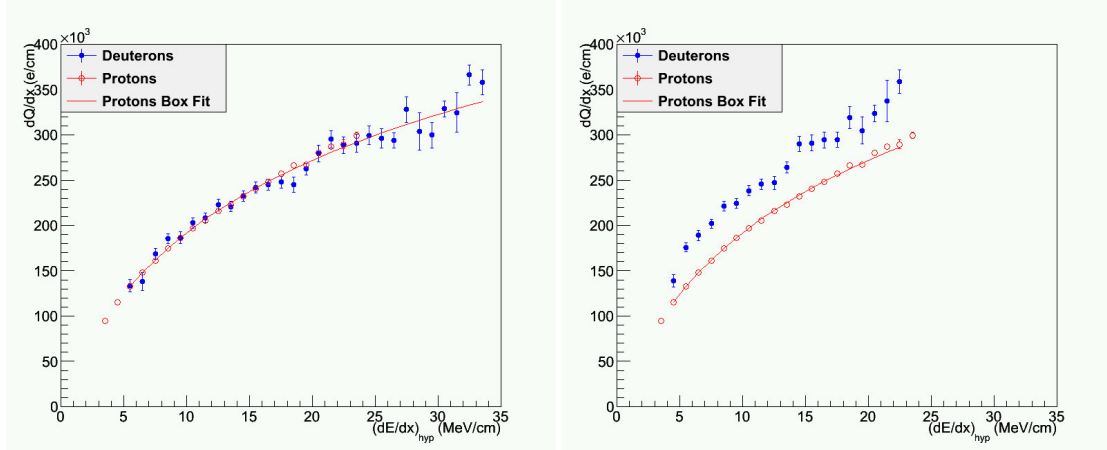 ×10³
400
350
300
250
200
150
100
50
0
dQ/dx (e/cm)
Deuterons
Protons
Protons Box Fit
0 5 10 15 20 25 30 35
(dE/dx)hyp (MeV/cm)
×10³
400
350
300
250
200
150
100
50
0
dQ/dx (e/cm)
Deuterons
Protons
Protons Box Fit
0 5 10 15 20 25 30 35
(dE/dx)hyp (MeV/cm)